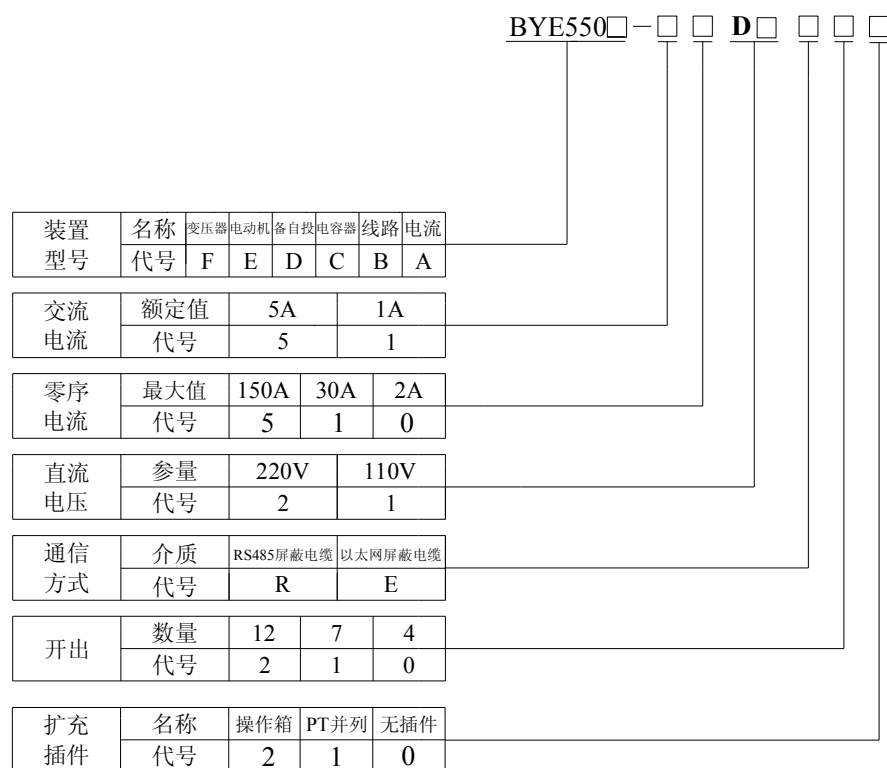 BYE550□－□ □ D□ □ □ □
装置型号 名称 变压器 电动机 备自投 电容器 线路 电流
代号 F E D C B A
交流电流 额定值 5A 1A
代号 5 1
零序电流 最大值 150A 30A 2A
代号 5 1 0
直流电压 参量 220V 110V
代号 2 1
通信方式 介质 RS485屏蔽电缆 以太网屏蔽电缆
代号 R E
开出 数量 12 7 4
代号 2 1 0
扩充插件 名称 操作箱 PT并列 无插件
代号 2 1 0